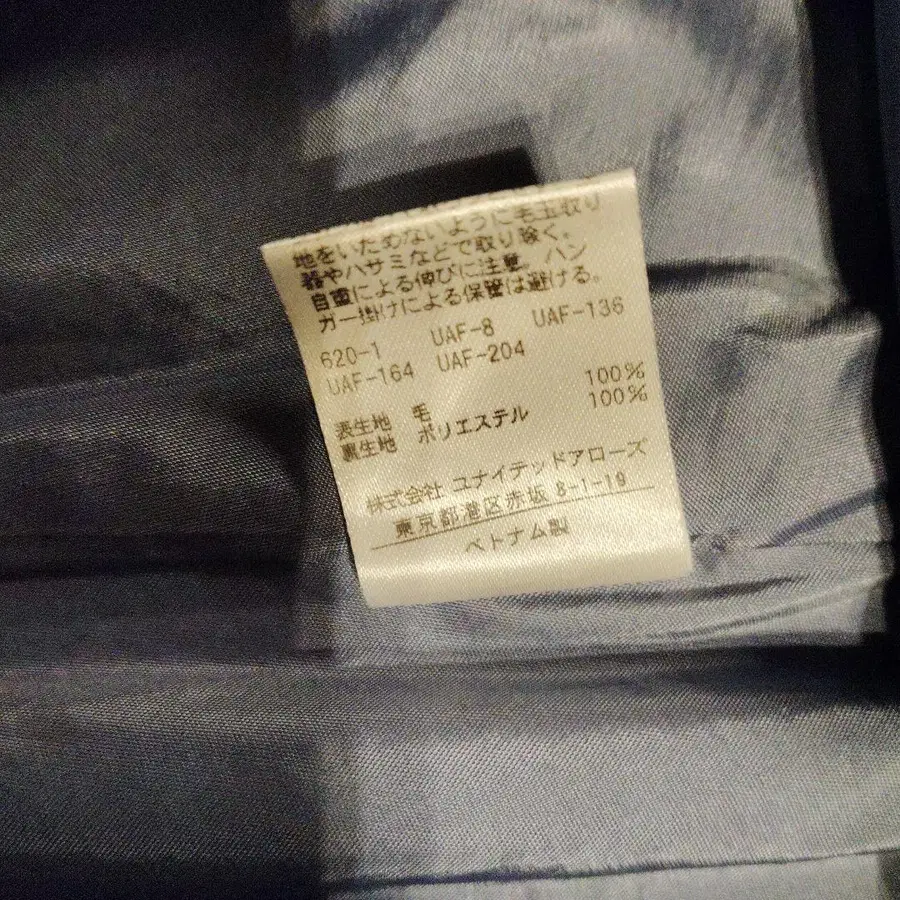 地をいためないように毛玉取り
器やハサミなどで取り除く。
自重による伸びに注意。ハン
ガー掛けによる保管は避ける。
620-1 UAF-8 UAF-136
UAF-164 UAF-204
表生地 毛 100%
裏生地 ポリエステル 100%
株式会社 ユナイテッドアローズ
東京都港区赤坂 8-1-19
ベトナム製